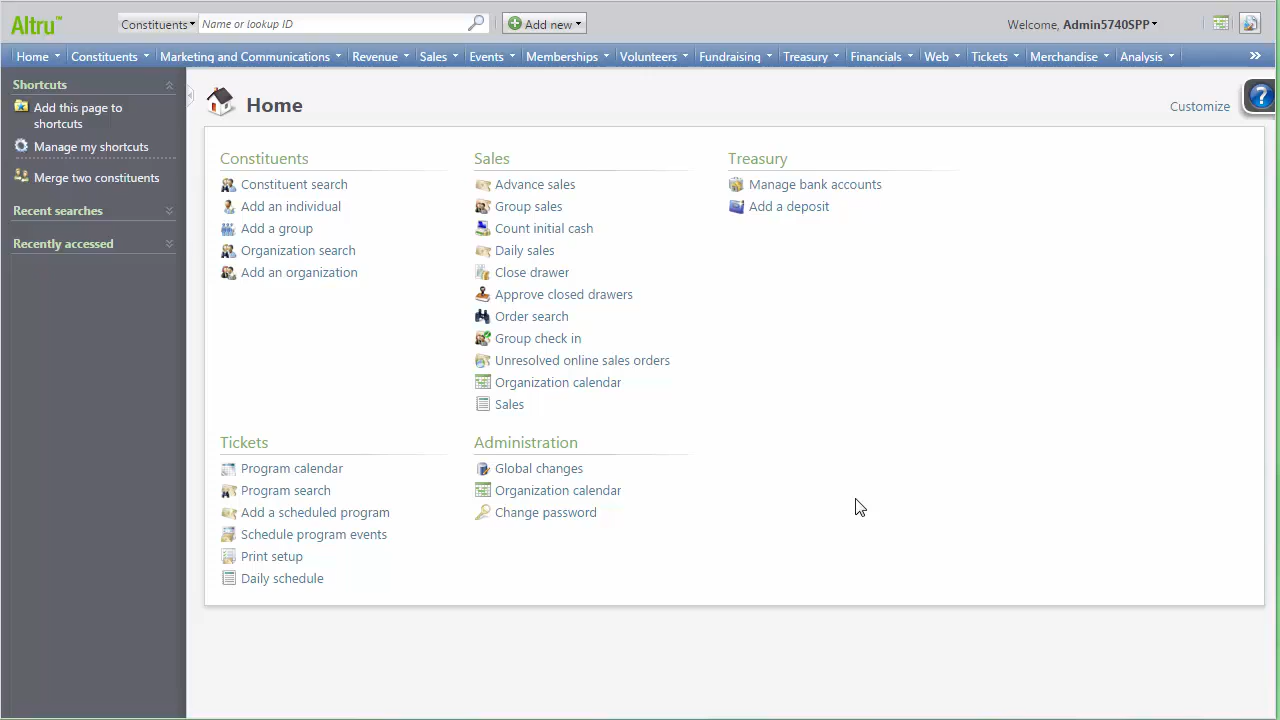 Altru™ Constituents Name or lookup ID Add new Welcome, Admin5740SPP
Home Constituents Marketing and Communications Revenue Sales Events Memberships Volunteers Fundraising Treasury Financials Web Tickets Merchandise Analysis »
Shortcuts
Add this page to
shortcuts
Manage my shortcuts
Merge two constituents
Recent searches
Recently accessed
Home
Customize
?
Constituents
Constituent search
Add an individual
Add a group
Organization search
Add an organization
Sales
Advance sales
Group sales
Count initial cash
Daily sales
Close drawer
Approve closed drawers
Order search
Group check in
Unresolved online sales orders
Organization calendar
Sales
Treasury
Manage bank accounts
Add a deposit
Tickets
Program calendar
Program search
Add a scheduled program
Schedule program events
Print setup
Daily schedule
Administration
Global changes
Organization calendar
Change password